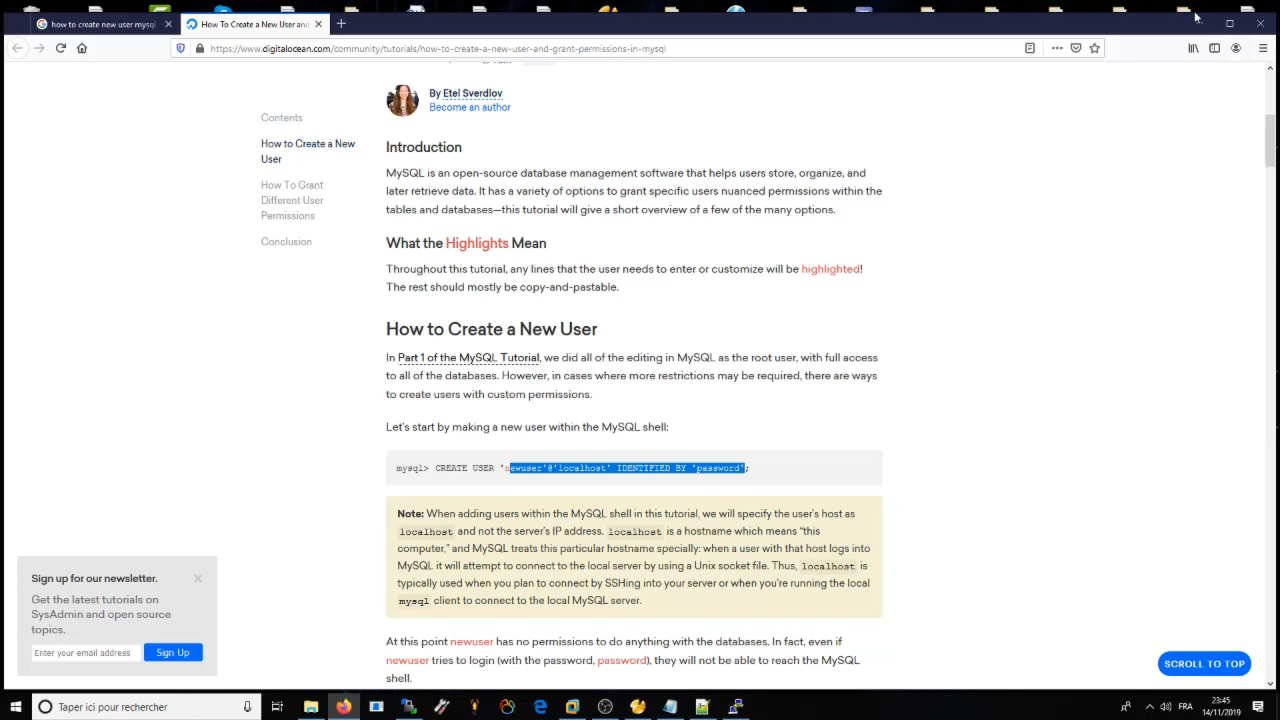 how to create new user mysql
How To Create a New User and
https://www.digitalocean.com/community/tutorials/how-to-create-a-new-user-and-grant-permissions-in-mysql
By Etel Sverdlov
Become an author
Contents
How to Create a New
User
How To Grant
Different User
Permissions
Conclusion
Introduction
MySQL is an open-source database management software that helps users store, organize, and
later retrieve data. It has a variety of options to grant specific users nuanced permissions within the
tables and databases—this tutorial will give a short overview of a few of the many options.
What the Highlights Mean
Throughout this tutorial, any lines that the user needs to enter or customize will be highlighted!
The rest should mostly be copy-and-pastable.
How to Create a New User
In Part 1 of the MySQL Tutorial, we did all of the editing in MySQL as the root user, with full access
to all of the databases. However, in cases where more restrictions may be required, there are ways
to create users with custom permissions.
Let's start by making a new user within the MySQL shell:
mysql> CREATE USER 'newuser'@'localhost' IDENTIFIED BY 'password';
Note: When adding users within the MySQL shell in this tutorial, we will specify the user's host as
localhost and not the server's IP address. localhost is a hostname which means "this
computer," and MySQL treats this particular hostname specially: when a user with that host logs into
MySQL it will attempt to connect to the local server by using a Unix socket file. Thus, localhost is
typically used when you plan to connect by SSHing into your server or when you're running the local
mysql client to connect to the local MySQL server.
At this point newuser has no permissions to do anything with the databases. In fact, even if
newuser tries to login (with the password, password), they will not be able to reach the MySQL
shell.
Sign up for our newsletter.
Get the latest tutorials on
SysAdmin and open source
topics.
Enter your email address
Sign Up
SCROLL TO TOP
Taper ici pour rechercher
FRA
23:45
14/11/2019